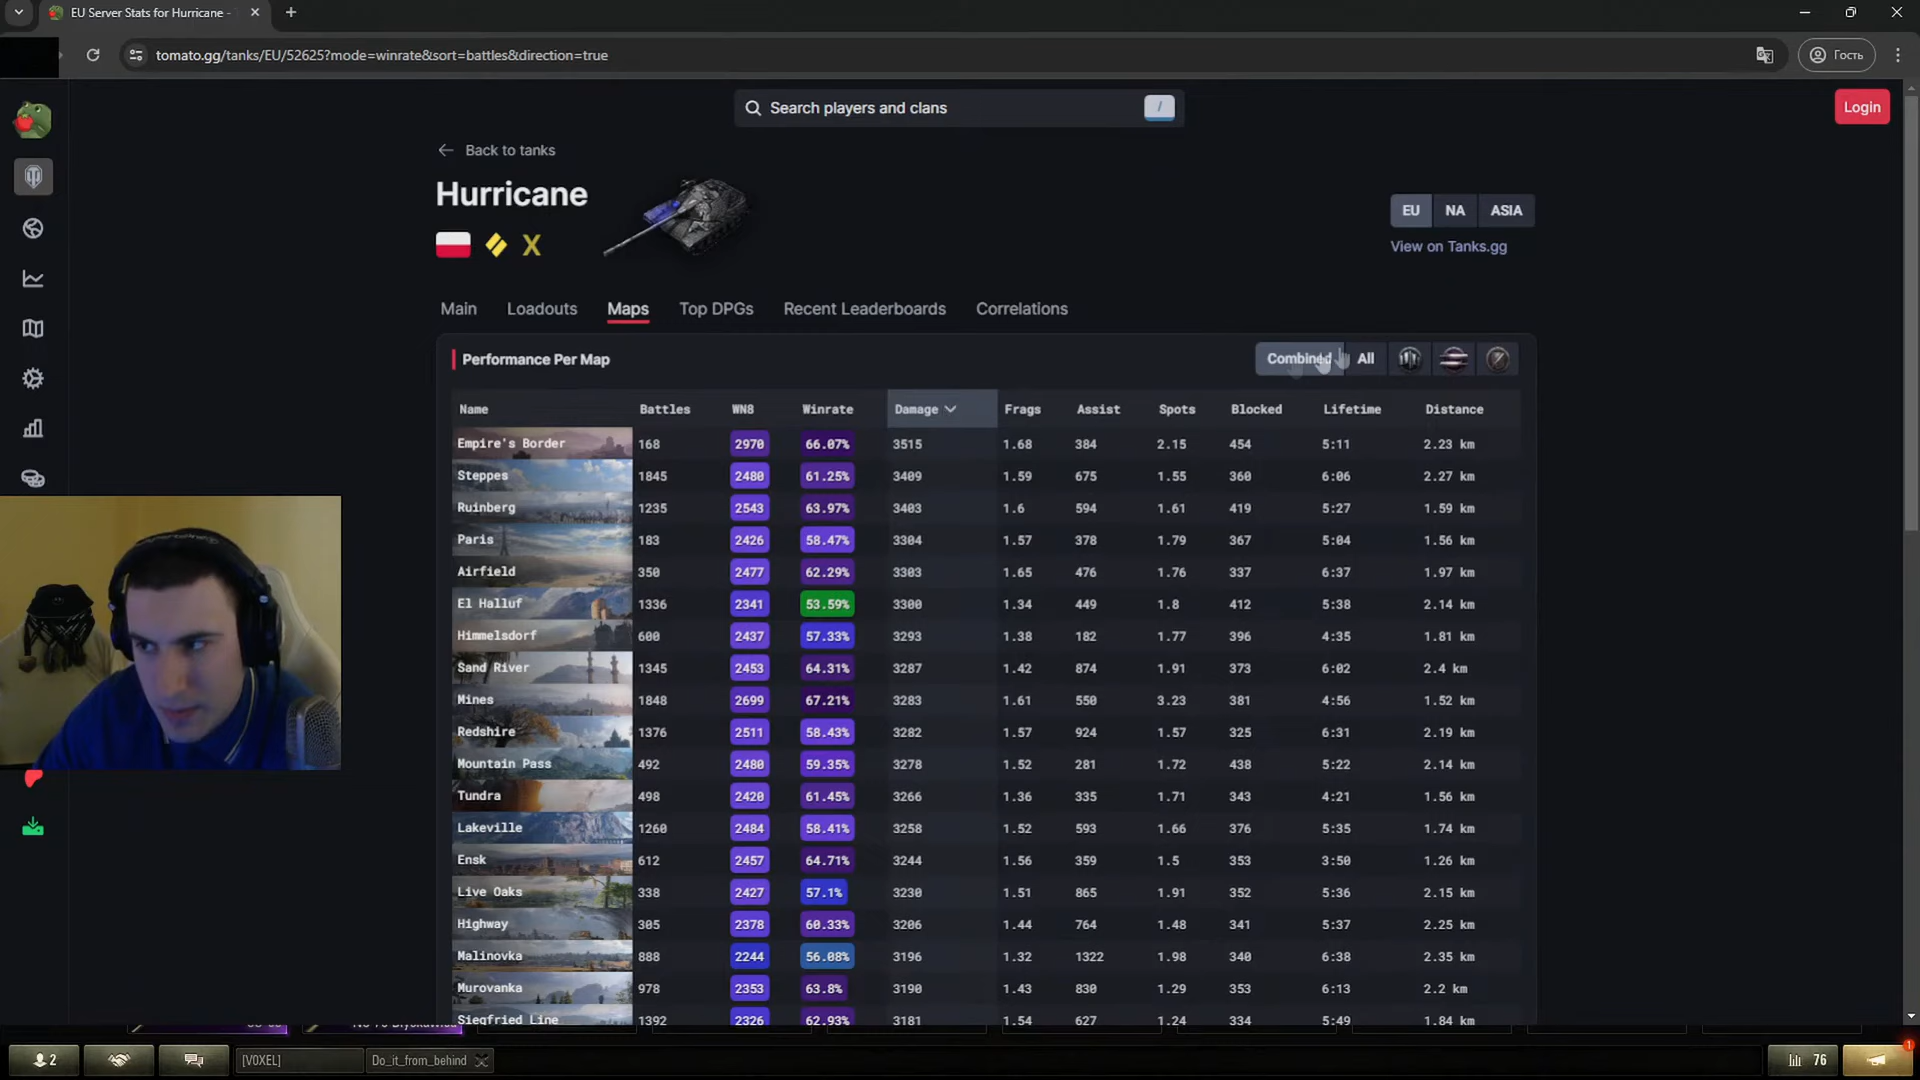 EU Server Stats for Hurricane -
tomato.gg/tanks/EU/52625?mode=winrate&sort=battles&direction=true
Гость
Search players and clans /
Login
Back to tanks
Hurricane
X
EU NA ASIA
View on Tanks.gg
Main Loadouts Maps Top DPGs Recent Leaderboards Correlations
Performance Per Map
Combined All
Name Battles WN8 Winrate Damage Frags Assist Spots Blocked Lifetime Distance
Empire's Border 168 2970 66.07% 3515 1.68 384 2.15 454 5:11 2.23 km
Steppes 1845 2480 61.25% 3409 1.59 675 1.55 360 6:06 2.27 km
Ruinberg 1235 2543 63.97% 3403 1.6 594 1.61 419 5:27 1.59 km
Paris 183 2426 58.47% 3304 1.57 378 1.79 367 5:04 1.56 km
Airfield 350 2477 62.29% 3303 1.65 476 1.76 337 6:37 1.97 km
El Halluf 1336 2341 53.59% 3300 1.34 449 1.8 412 5:38 2.14 km
Himmelsdorf 600 2437 57.33% 3293 1.38 182 1.77 396 4:35 1.81 km
Sand River 1345 2453 64.31% 3287 1.42 874 1.91 373 6:02 2.4 km
Mines 1848 2699 67.21% 3283 1.61 550 3.23 381 4:56 1.52 km
Redshire 1376 2511 58.43% 3282 1.57 924 1.57 325 6:31 2.19 km
Mountain Pass 492 2480 59.35% 3278 1.52 281 1.72 438 5:22 2.14 km
Tundra 498 2420 61.45% 3266 1.36 335 1.71 343 4:21 1.56 km
Lakeville 1260 2484 58.41% 3258 1.52 593 1.66 376 5:35 1.74 km
Ensk 612 2457 64.71% 3244 1.56 359 1.5 353 3:50 1.26 km
Live Oaks 338 2427 57.1% 3230 1.51 865 1.91 352 5:36 2.15 km
Highway 305 2378 60.33% 3206 1.44 764 1.48 341 5:37 2.25 km
Malinovka 888 2244 56.08% 3196 1.32 1322 1.98 340 6:38 2.35 km
Murovanka 978 2353 63.8% 3190 1.43 830 1.29 353 6:13 2.2 km
Siegfried Line 1392 2326 62.93% 3181 1.54 627 1.24 334 5:49 1.84 km
2 [V0XEL] Do_it_from_behind 76 1